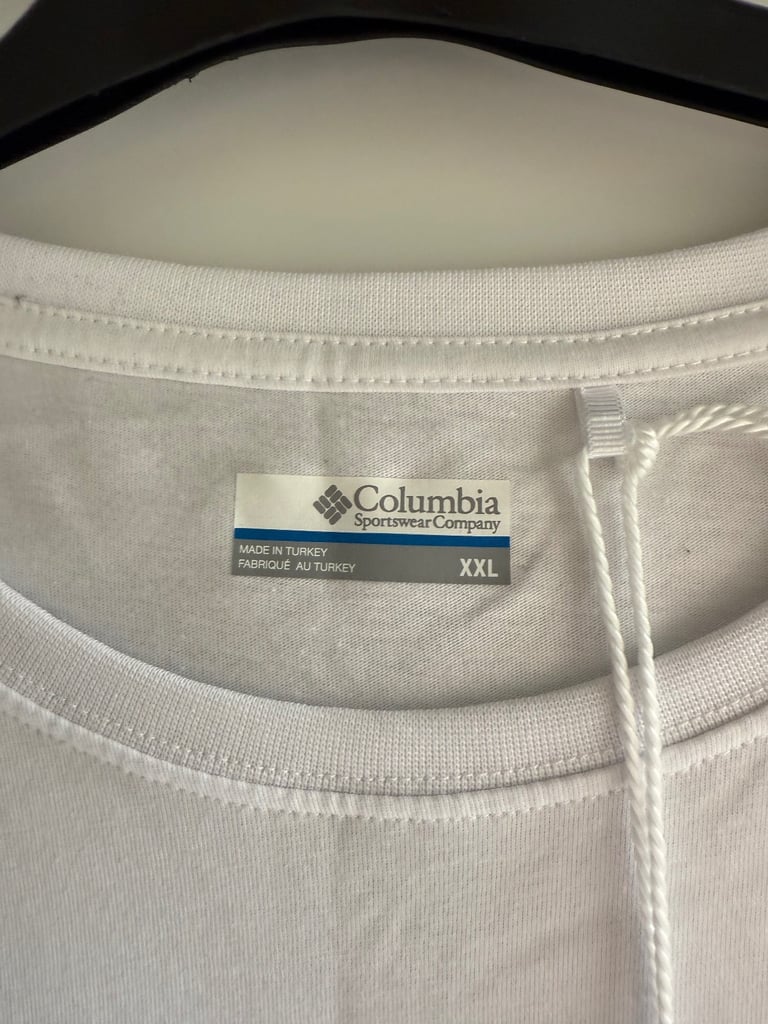 Columbia
Sportswear Company
MADE IN TURKEY
FABRIQUÉ AU TURKEY
XXL